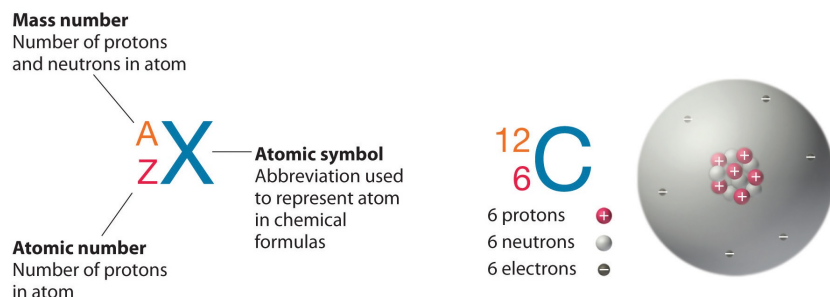 Mass number
Number of protons
and neutrons in atom
A
Z
X
Atomic symbol
Abbreviation used
to represent atom
in chemical
formulas
Atomic number
Number of protons
in atom
12
6
C
6 protons +
6 neutrons
6 electrons −
+
+
+
+
+
−
−
−
−
−
−